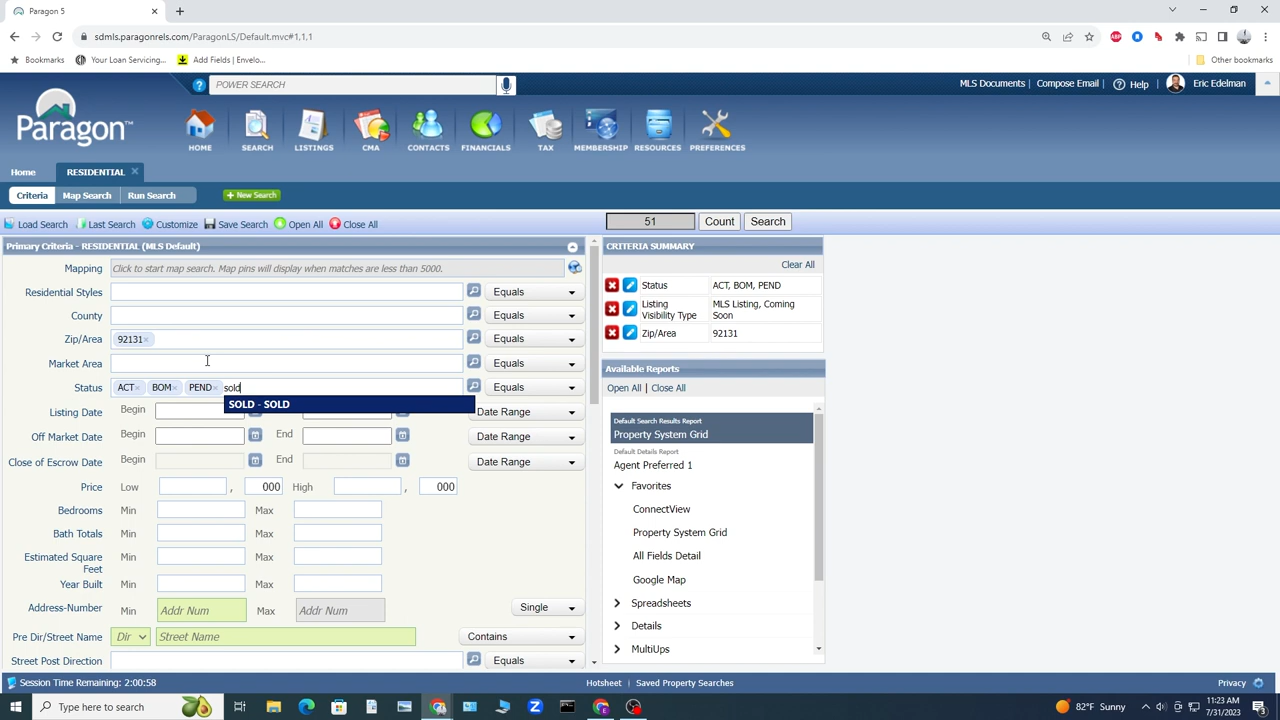 Paragon 5
sdmls.paragonrels.com/ParagonLS/Default.mvc#1,1,1
Bookmarks
Your Loan Servicing...
Add Fields | Envelo...
Other bookmarks
POWER SEARCH
MLS Documents | Compose Email | Help | Eric Edelman
Paragon™
HOME
SEARCH
LISTINGS
CMA
CONTACTS
FINANCIALS
TAX
MEMBERSHIP
RESOURCES
PREFERENCES
Home
RESIDENTIAL
Criteria
Map Search
Run Search
+ New Search
Load Search
Last Search
Customize
Save Search
Open All
Close All
51
Count
Search
Primary Criteria - RESIDENTIAL (MLS Default)
Mapping Click to start map search. Map pins will display when matches are less than 5000.
Residential Styles Equals
County Equals
Zip/Area 92131 Equals
Market Area Equals
Status ACT BOM PEND sold Equals
SOLD - SOLD
Listing Date Begin Date Range
Off Market Date Begin End Date Range
Close of Escrow Date Begin End Date Range
Price Low , 000 High , 000
Bedrooms Min Max
Bath Totals Min Max
Estimated Square Feet Min Max
Year Built Min Max
Address-Number Min Addr Num Max Addr Num Single
Pre Dir/Street Name Dir Street Name Contains
Street Post Direction Equals
CRITERIA SUMMARY
Clear All
Status ACT, BOM, PEND
Listing Visibility Type MLS Listing, Coming Soon
Zip/Area 92131
Available Reports
Open All | Close All
Default Search Results Report
Property System Grid
Default Details Report
Agent Preferred 1
Favorites
ConnectView
Property System Grid
All Fields Detail
Google Map
Spreadsheets
Details
MultiUps
Session Time Remaining: 2:00:58
Hotsheet | Saved Property Searches
Privacy
Type here to search
82°F Sunny
11:23 AM
7/31/2023